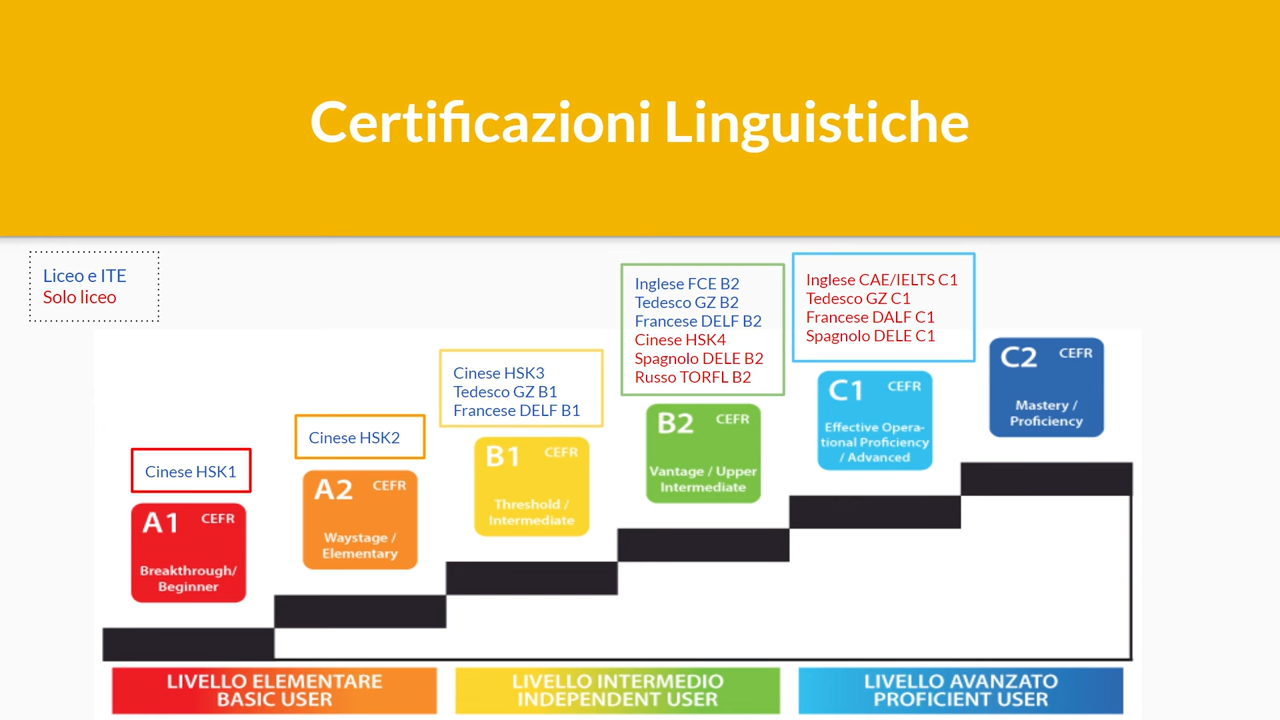 Certificazioni Linguistiche
Liceo e ITE
Solo liceo
Cinese HSK1
A1 CEFR
Breakthrough/
Beginner
Cinese HSK2
A2 CEFR
Waystage /
Elementary
Cinese HSK3
Tedesco GZ B1
Francese DELF B1
B1 CEFR
Threshold /
Intermediate
Inglese FCE B2
Tedesco GZ B2
Francese DELF B2
Cinese HSK4
Spagnolo DELE B2
Russo TORFL B2
B2 CEFR
Vantage / Upper
Intermediate
Inglese CAE/IELTS C1
Tedesco GZ C1
Francese DALF C1
Spagnolo DELE C1
C1 CEFR
Effective Opera-
tional Proficiency
/ Advanced
C2 CEFR
Mastery /
Proficiency
LIVELLO ELEMENTARE
BASIC USER
LIVELLO INTERMEDIO
INDEPENDENT USER
LIVELLO AVANZATO
PROFICIENT USER